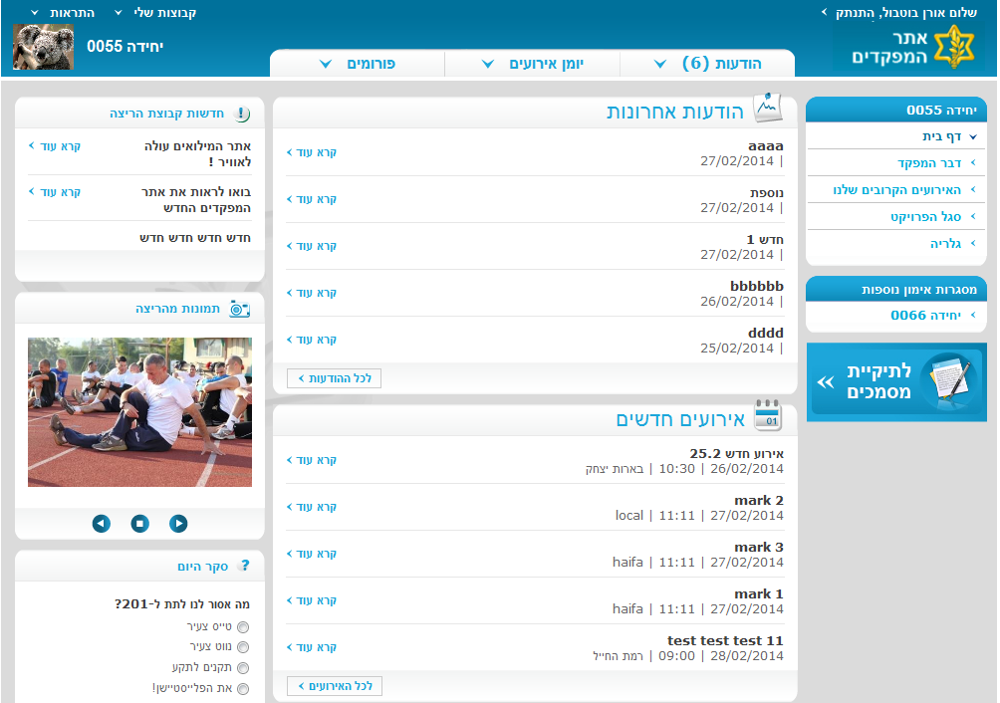 שלום אורן בוטבול, התנתק
קבוצות שלי
התראות
אתר
המפקדים
יחידה 0055
הודעות (6)
יומן אירועים
פורומים
יחידה 0055
דף בית
דבר המפקד
האירועים הקרובים שלנו
סגל הפרויקט
גלריה
מסגרות אימון נוספות
יחידה 0066
לתיקיית
מסמכים
הודעות אחרונות
aaaa
קרא עוד
| 27/02/2014
נוספת
קרא עוד
| 27/02/2014
חדש 1
קרא עוד
| 27/02/2014
bbbbbb
קרא עוד
| 26/02/2014
dddd
קרא עוד
| 25/02/2014
לכל ההודעות
אירועים חדשים
01
אירוע חדש 25.2
קרא עוד
26/02/2014 | 10:30 | בארות יצחק
mark 2
קרא עוד
27/02/2014 | 11:11 | local
mark 3
קרא עוד
27/02/2014 | 11:11 | haifa
mark 1
קרא עוד
27/02/2014 | 11:11 | haifa
test test test 11
קרא עוד
28/02/2014 | 09:00 | רמת החייל
לכל האירועים
חדשות קבוצת הריצה
אתר המילואים עולה
לאוויר !
קרא עוד
בואו לראות את אתר
המפקדים החדש
קרא עוד
חדש חדש חדש חדש
תמונות מהריצה
סקר היום
מה אסור לנו לתת ל-201?
טייס צעיר
נווט צעיר
תקנים לתקע
את הפלייסטיישן!